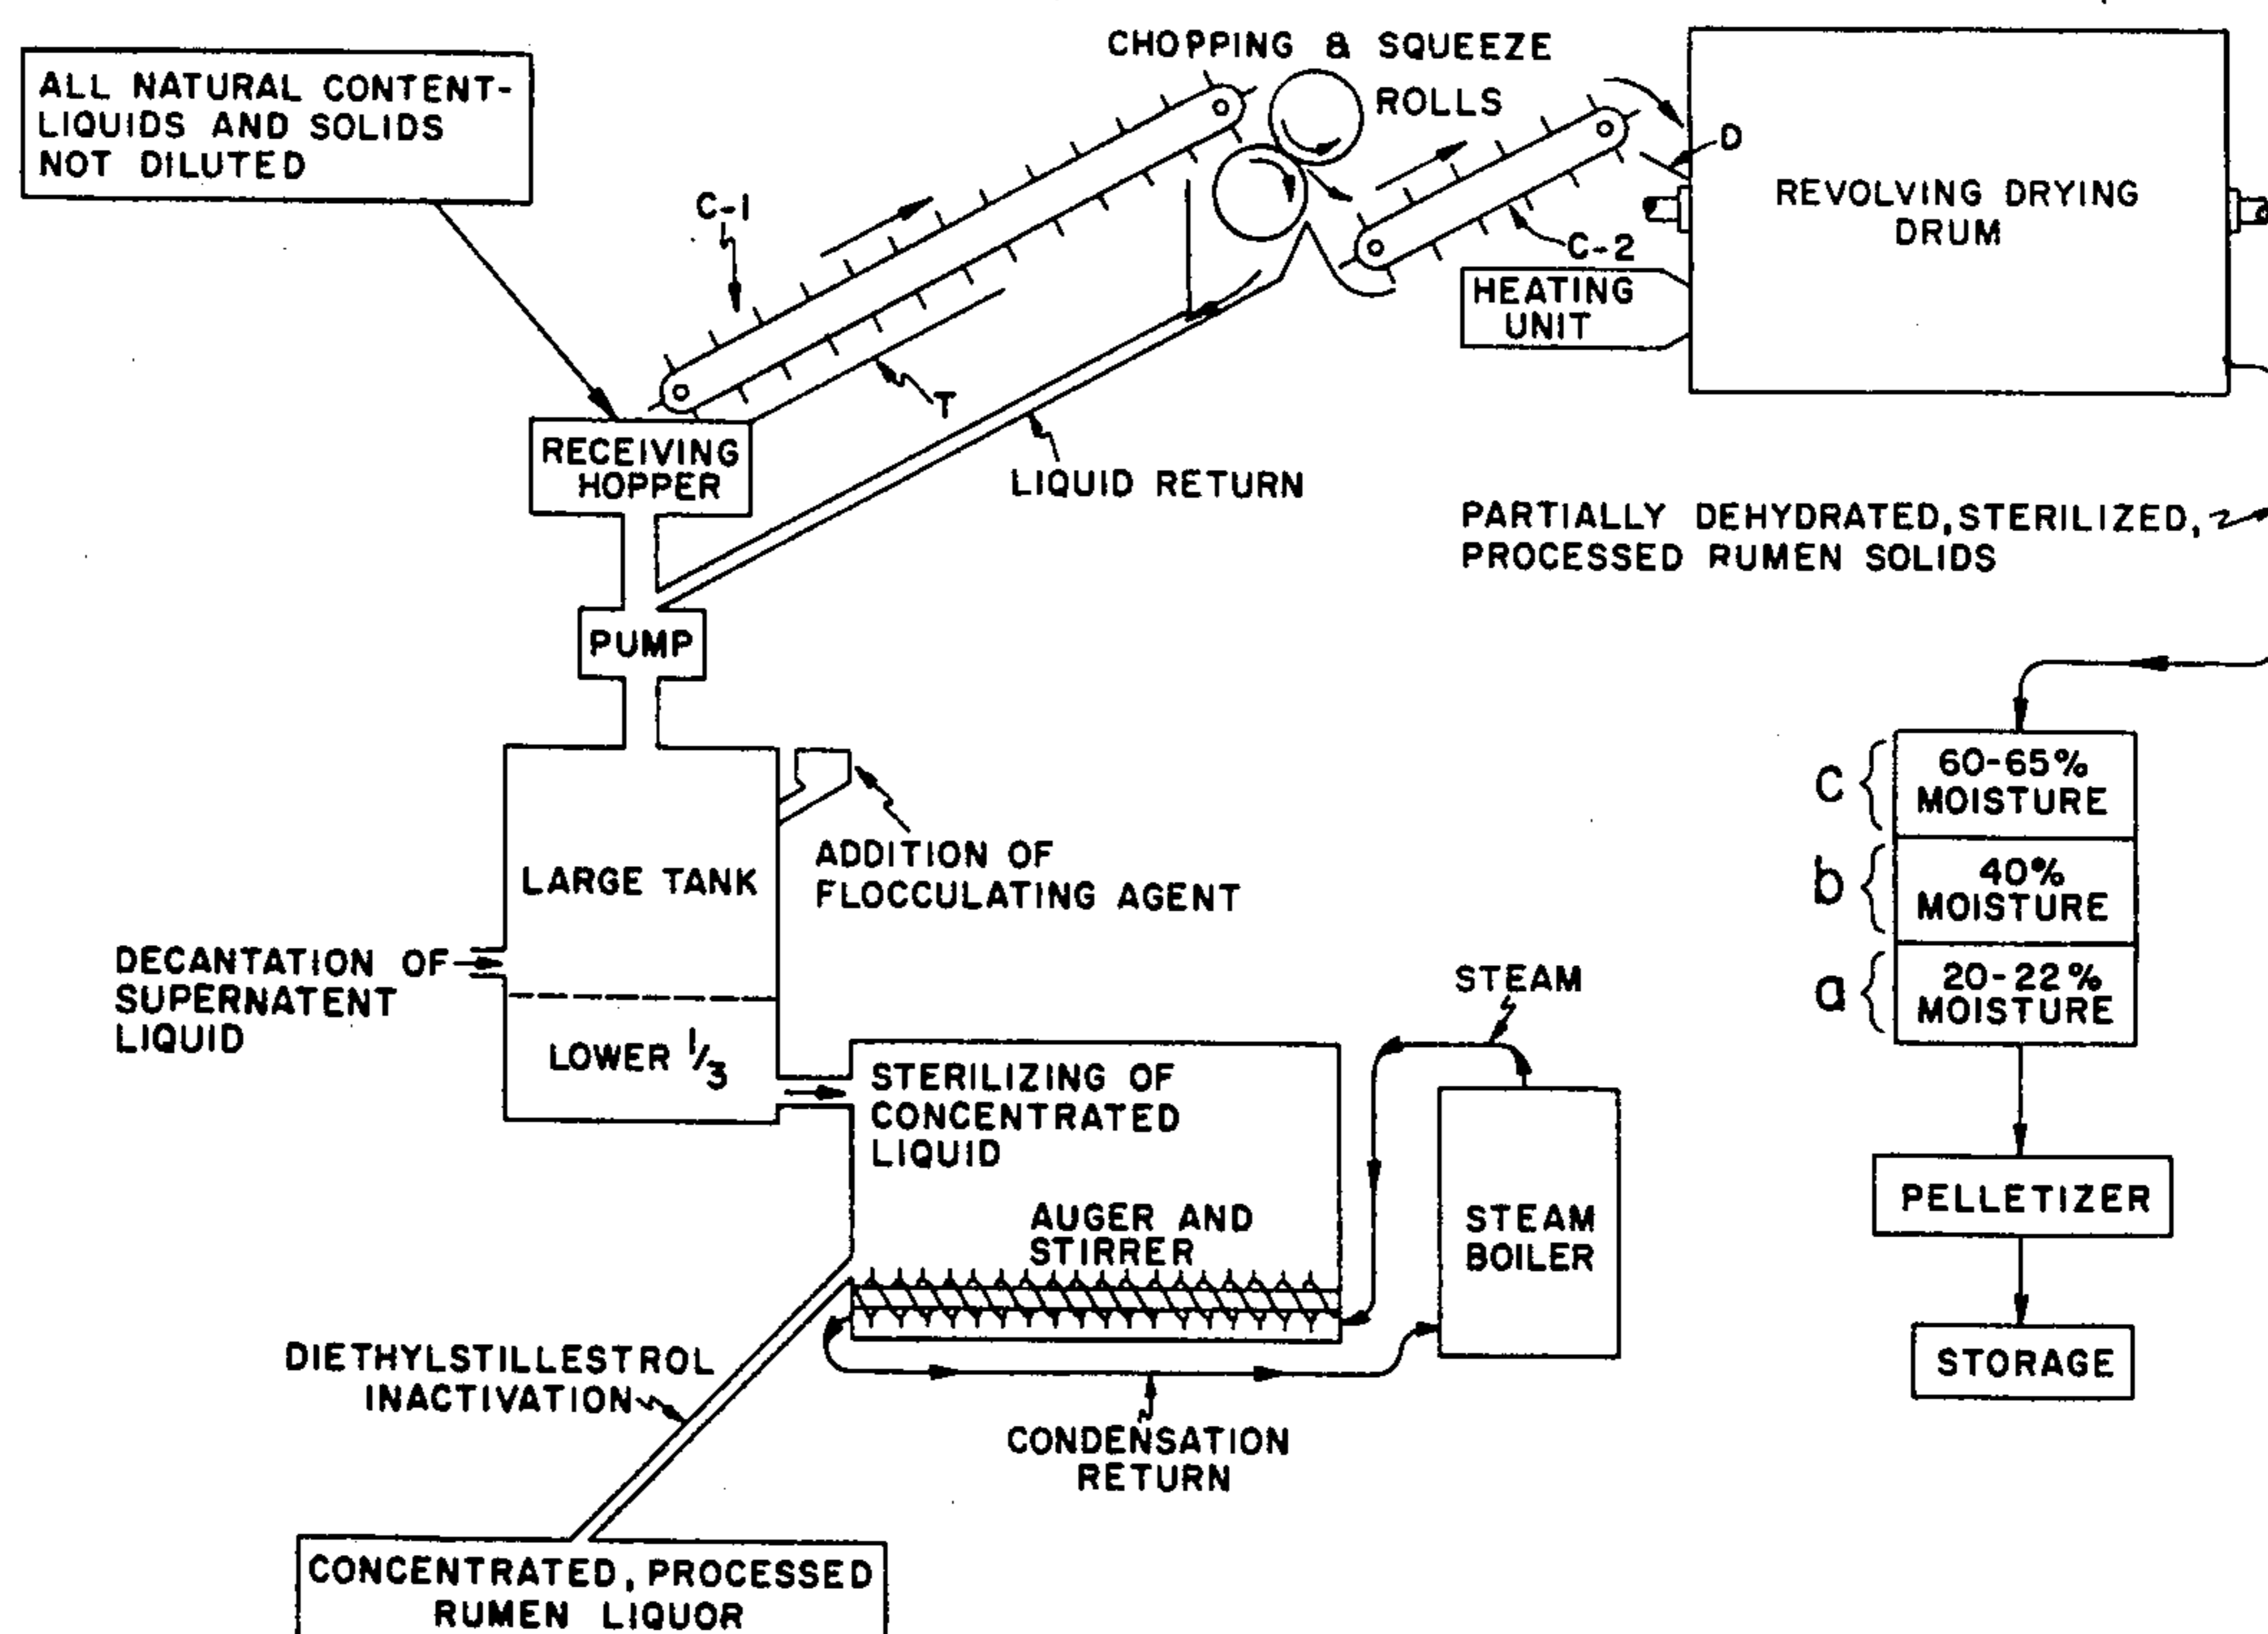 ALL NATURAL CONTENT-
LIQUIDS AND SOLIDS
NOT DILUTED
CHOPPING & SQUEEZE
ROLLS
C-1
D
C-2
REVOLVING DRYING
DRUM
HEATING
UNIT
T
RECEIVING
HOPPER
LIQUID RETURN
PARTIALLY DEHYDRATED, STERILIZED,
PROCESSED RUMEN SOLIDS
PUMP
LARGE TANK
ADDITION OF
FLOCCULATING AGENT
DECANTATION OF
SUPERNATENT
LIQUID
LOWER 1/3
STERILIZING OF
CONCENTRATED
LIQUID
AUGER AND
STIRRER
STEAM
STEAM
BOILER
c
60-65%
MOISTURE
b
40%
MOISTURE
a
20-22%
MOISTURE
PELLETIZER
STORAGE
DIETHYLSTILLESTROL
INACTIVATION
CONDENSATION
RETURN
CONCENTRATED, PROCESSED
RUMEN LIQUOR